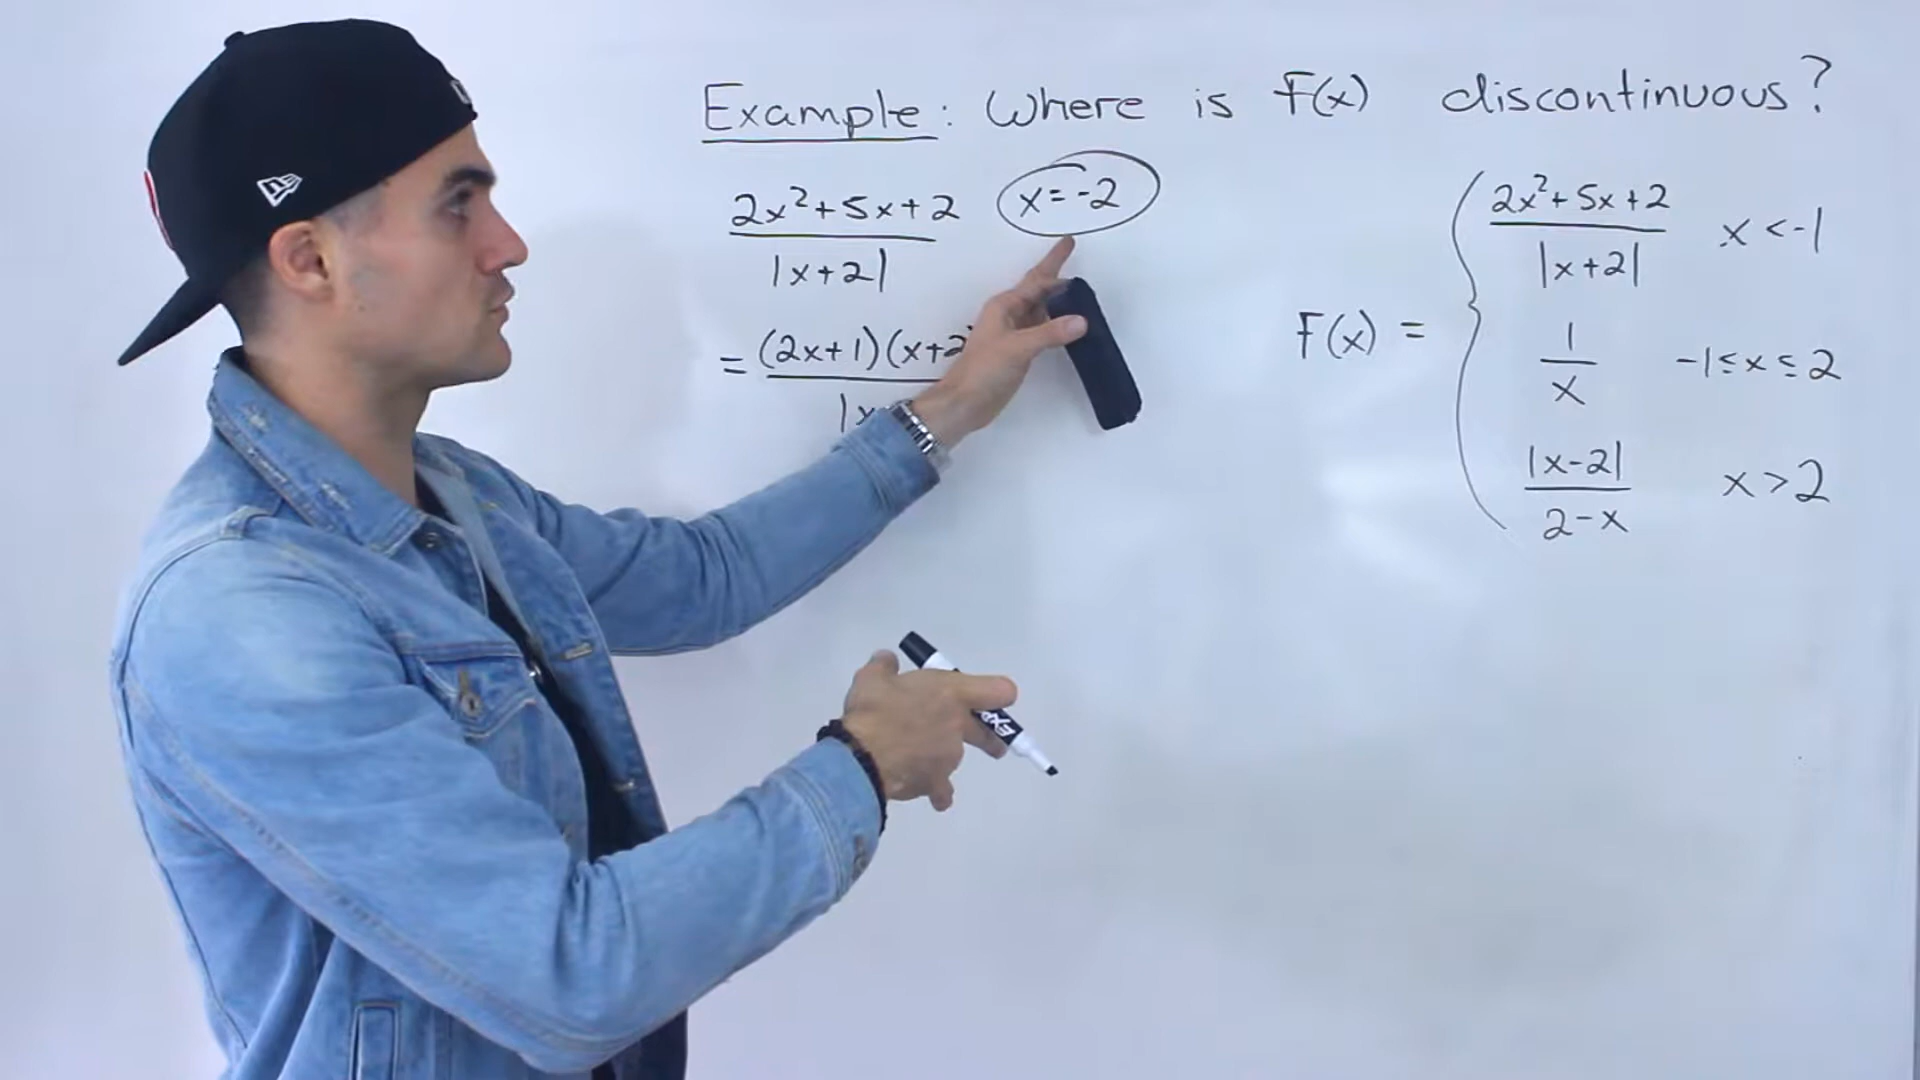 Example: Where is F(x) discontinuous?
2x²+5x+2
|x+2|
x=-2
= (2x+1)(x+2
|x
F(x) =
2x²+5x+2
|x+2|
x<-1
1
x
-1≤x≤2
|x-2|
2-x
x>2